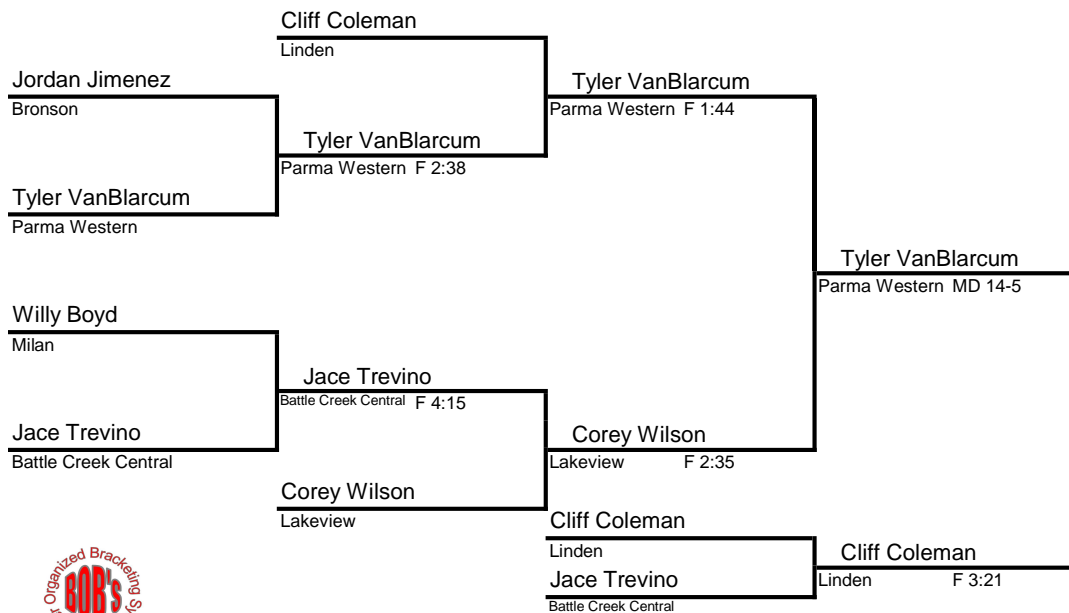 Cliff Coleman
Linden
Jordan Jimenez
Bronson
Tyler VanBlarcum
Parma Western F 1:44
Tyler VanBlarcum
Parma Western F 2:38
Tyler VanBlarcum
Parma Western
Tyler VanBlarcum
Parma Western MD 14-5
Willy Boyd
Milan
Jace Trevino
Battle Creek Central F 4:15
Jace Trevino
Battle Creek Central
Corey Wilson
Lakeview F 2:35
Corey Wilson
Lakeview
Cliff Coleman
Linden
Jace Trevino
Battle Creek Central
Cliff Coleman
Linden F 3:21
Organized Bracketing
BOB's